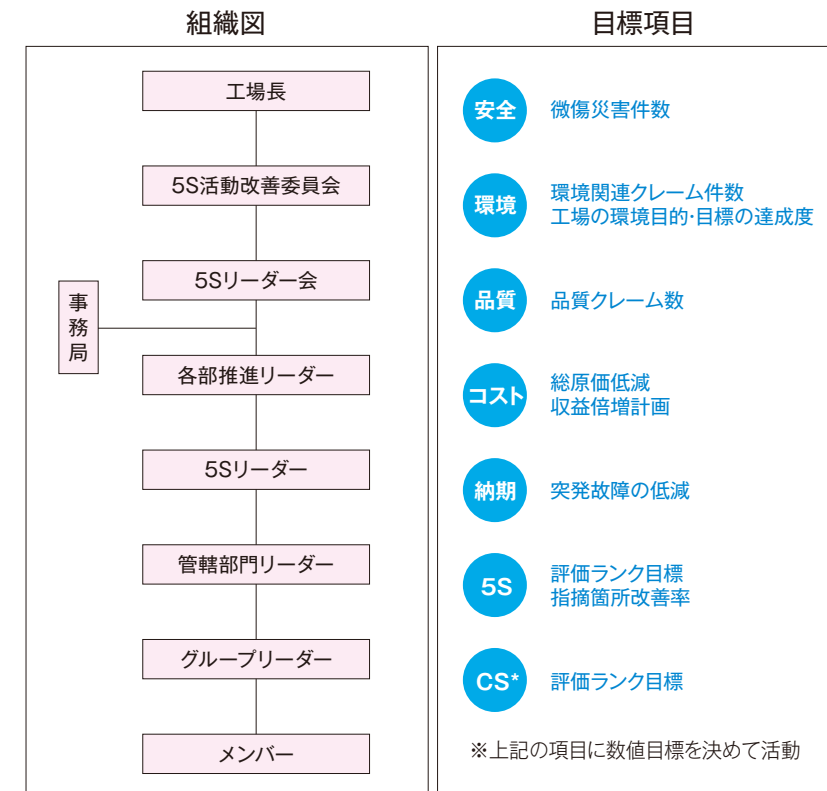 組織図
工場長
5S活動改善委員会
5Sリーダー会
事務局
各部推進リーダー
5Sリーダー
管轄部門リーダー
グループリーダー
メンバー
目標項目
安全
微傷災害件数
環境
環境関連クレーム件数
工場の環境目的・目標の達成度
品質
品質クレーム数
コスト
総原価低減
収益倍増計画
納期
突発故障の低減
5S
評価ランク目標
指摘箇所改善率
CS*
評価ランク目標
※上記の項目に数値目標を決めて活動